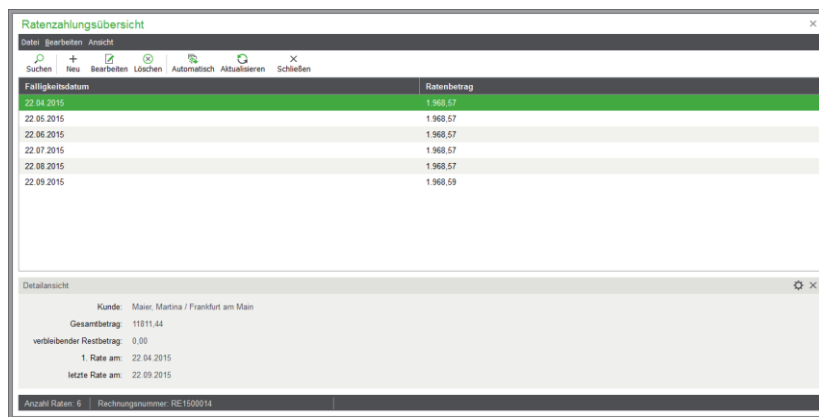 Ratenzahlungsübersicht
Datei Bearbeiten Ansicht
Suchen Neu Bearbeiten Löschen Automatisch Aktualisieren Schließen
Fälligkeitsdatum Ratenbetrag
22.04.2015 1.968,57
22.05.2015 1.968,57
22.06.2015 1.968,57
22.07.2015 1.968,57
22.08.2015 1.968,57
22.09.2015 1.968,59
Detailansicht
Kunde: Maier, Martina / Frankfurt am Main
Gesamtbetrag: 11811,44
verbleibender Restbetrag: 0,00
1. Rate am: 22.04.2015
letzte Rate am: 22.09.2015
Anzahl Raten: 6 Rechnungsnummer: RE1500014